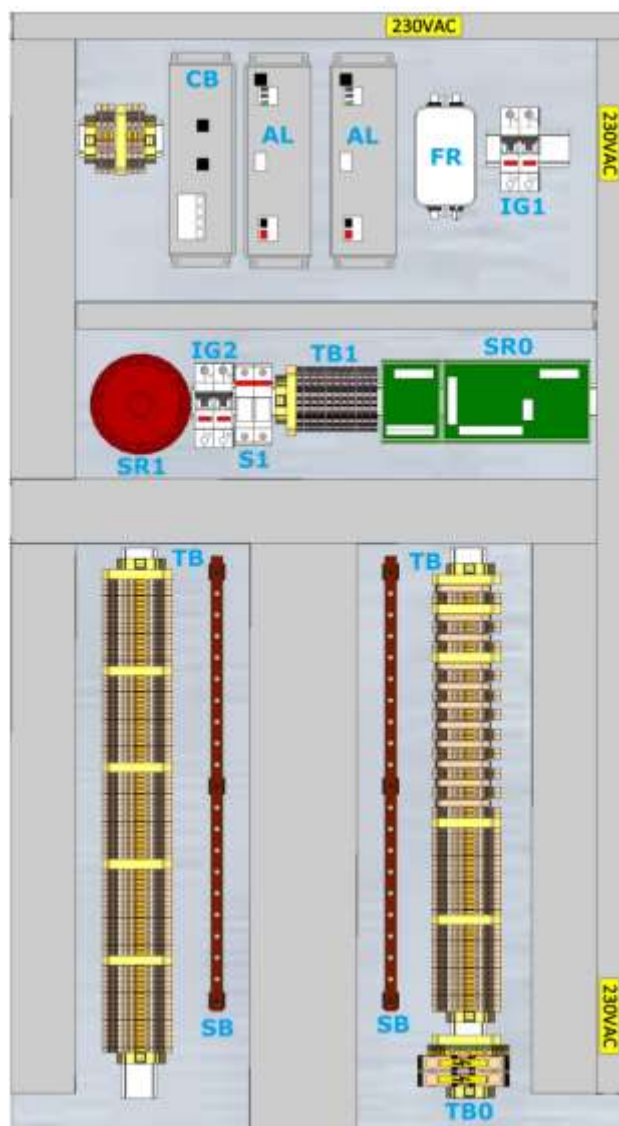 230VAC
CB
AL
AL
FR
IG1
230VAC
IG2
TB1
SR0
SR1
S1
TB
TB
SB
SB
230VAC
TB0